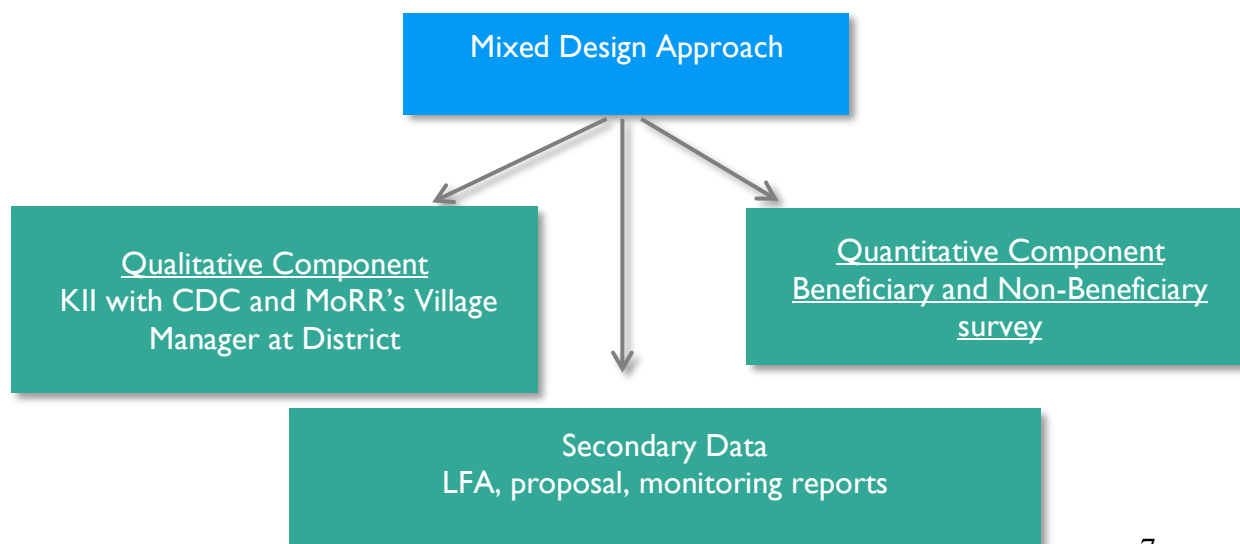 Mixed Design Approach
Qualitative Component
KII with CDC and MoRR's Village
Manager at District
Quantitative Component
Beneficiary and Non-Beneficiary
survey
Secondary Data
LFA, proposal, monitoring reports